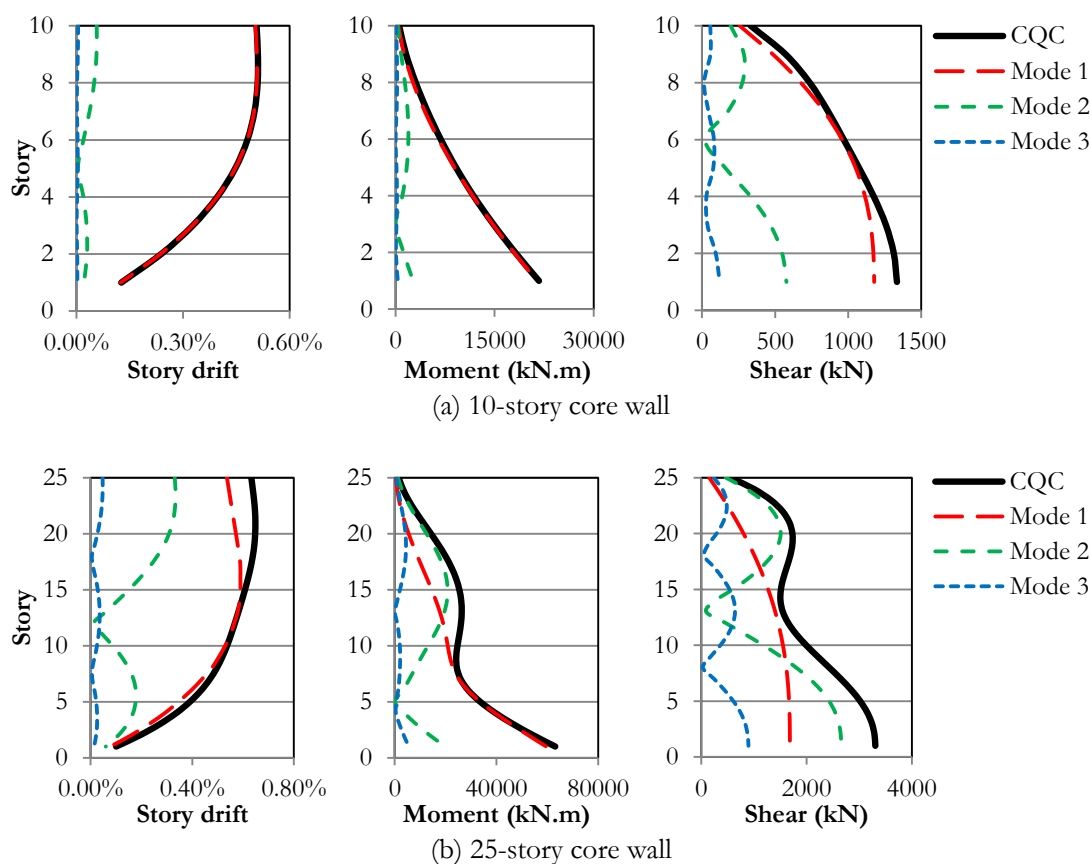 10
8
6
4
2
0
Story
0.00% 0.30% 0.60%
Story drift
10
8
6
4
2
0
0 15000 30000
Moment (kN.m)
10
8
6
4
2
0
0 500 1000 1500
Shear (kN)
CQC
Mode 1
Mode 2
Mode 3
(a) 10-story core wall
25
20
15
10
5
0
Story
0.00% 0.40% 0.80%
Story drift
25
20
15
10
5
0
0 40000 80000
Moment (kN.m)
25
20
15
10
5
0
0 2000 4000
Shear (kN)
CQC
Mode 1
Mode 2
Mode 3
(b) 25-story core wall